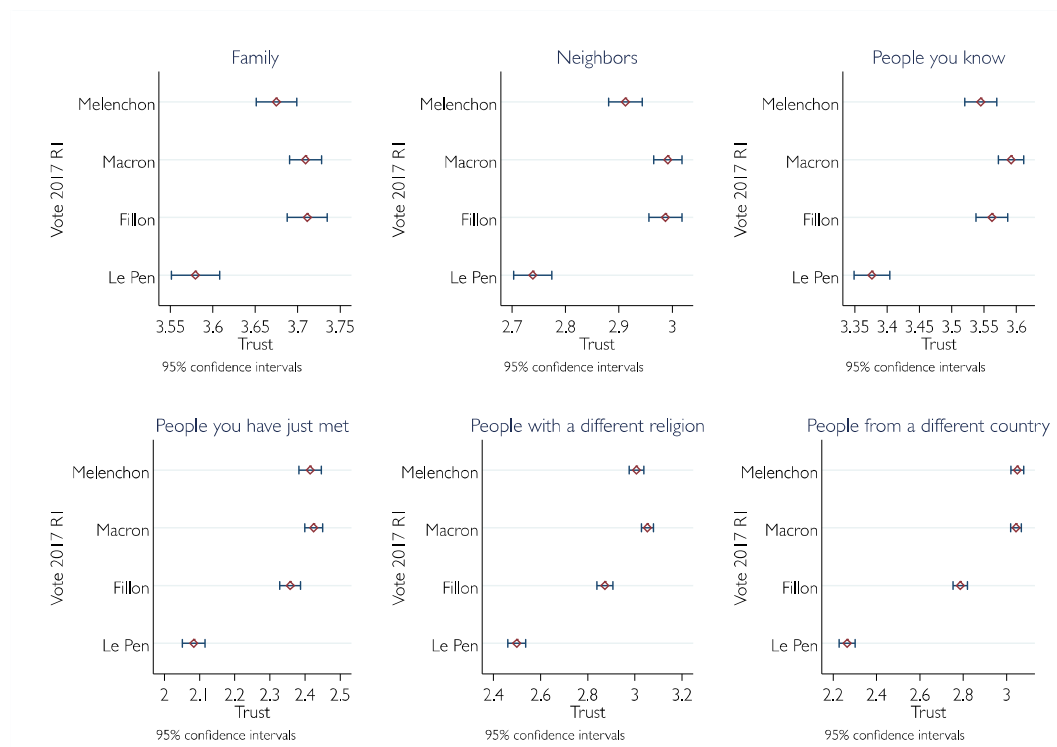 Family
Vote 2017 R1
Melenchon
Macron
Fillon
Le Pen
3.55 3.6 3.65 3.7 3.75
Trust
95% confidence intervals
Neighbors
Vote 2017 R1
Melenchon
Macron
Fillon
Le Pen
2.7 2.8 2.9 3
Trust
95% confidence intervals
People you know
Vote 2017 R1
Melenchon
Macron
Fillon
Le Pen
3.35 3.4 3.45 3.5 3.55 3.6
Trust
95% confidence intervals
People you have just met
Vote 2017 R1
Melenchon
Macron
Fillon
Le Pen
2 2.1 2.2 2.3 2.4 2.5
Trust
95% confidence intervals
People with a different religion
Vote 2017 R1
Melenchon
Macron
Fillon
Le Pen
2.4 2.6 2.8 3 3.2
Trust
95% confidence intervals
People from a different country
Vote 2017 R1
Melenchon
Macron
Fillon
Le Pen
2.2 2.4 2.6 2.8 3
Trust
95% confidence intervals